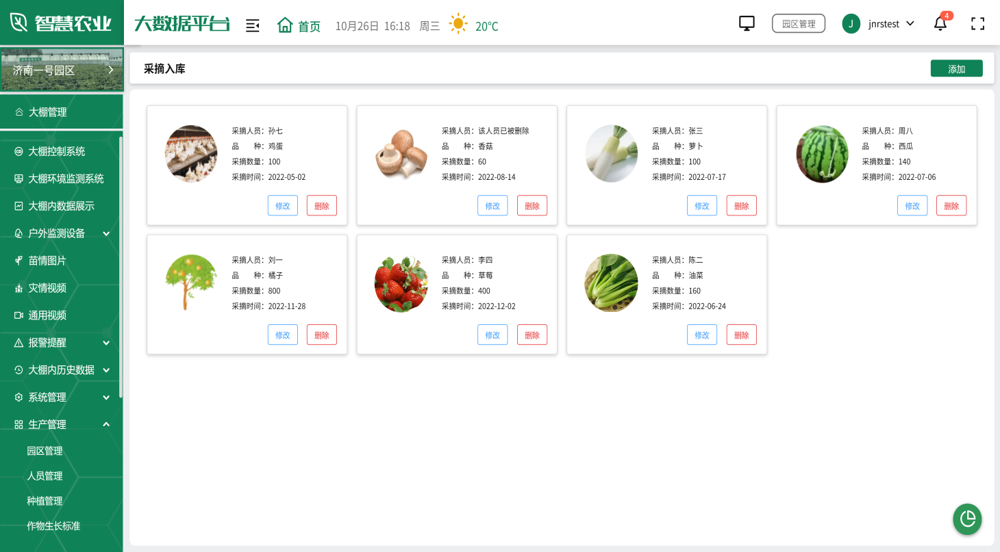 智慧农业
大数据平台
首页
10月26日 16:18 周三
20℃
园区管理
J
jnrstest
4
济南一号园区
大棚管理
大棚控制系统
大棚环境监测系统
大棚内数据展示
户外监测设备
苗情图片
灾情视频
通用视频
报警提醒
大棚内历史数据
系统管理
生产管理
园区管理
人员管理
种植管理
作物生长标准
采摘入库
添加
采摘人员：孙七
品　　种：鸡蛋
采摘数量：100
采摘时间：2022-05-02
修改 删除
采摘人员：该人员已被删除
品　　种：香菇
采摘数量：60
采摘时间：2022-08-14
修改 删除
采摘人员：张三
品　　种：萝卜
采摘数量：100
采摘时间：2022-07-17
修改 删除
采摘人员：周八
品　　种：西瓜
采摘数量：140
采摘时间：2022-07-06
修改 删除
采摘人员：刘一
品　　种：橘子
采摘数量：800
采摘时间：2022-11-28
修改 删除
采摘人员：李四
品　　种：草莓
采摘数量：400
采摘时间：2022-12-02
修改 删除
采摘人员：陈二
品　　种：油菜
采摘数量：160
采摘时间：2022-06-24
修改 删除